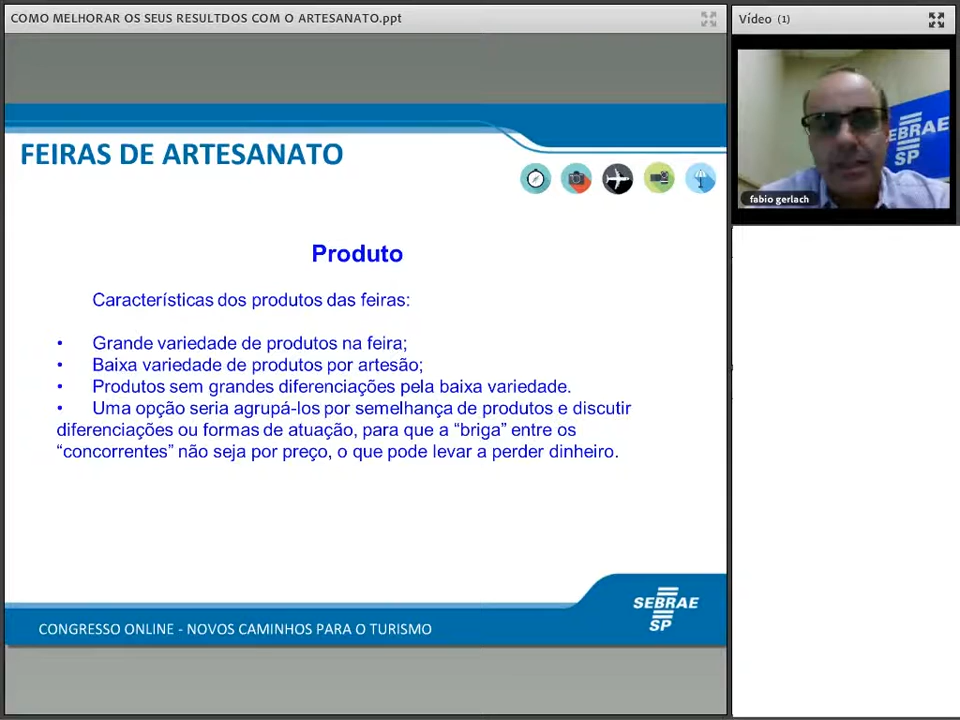 COMO MELHORAR OS SEUS RESULTDOS COM O ARTESANATO.ppt
Vídeo (1)
FEIRAS DE ARTESANATO
EBRAE
SP
fabio gerlach
Produto
Características dos produtos das feiras:
• Grande variedade de produtos na feira;
• Baixa variedade de produtos por artesão;
• Produtos sem grandes diferenciações pela baixa variedade.
• Uma opção seria agrupá-los por semelhança de produtos e discutir
diferenciações ou formas de atuação, para que a “briga” entre os
“concorrentes” não seja por preço, o que pode levar a perder dinheiro.
SEBRAE
SP
CONGRESSO ONLINE - NOVOS CAMINHOS PARA O TURISMO